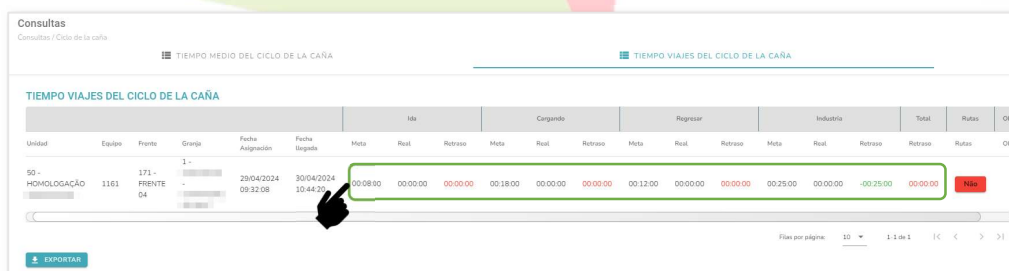 Consultas
Consultas / Ciclo de la caña
TIEMPO MEDIO DEL CICLO DE LA CAÑA TIEMPO VIAJES DEL CICLO DE LA CAÑA
TIEMPO VIAJES DEL CICLO DE LA CAÑA
Ida Cargando Regresar Industria Total Rutas
Unidad Equipo Frente Granja Fecha Asignación Fecha llegada Meta Real Retraso Meta Real Retraso Meta Real Retraso Meta Real Retraso Retraso Rutas
50 - HOMOLOGAÇÃO 1161 171 - FRENTE 04 1 - - 29/04/2024 09:32:08 30/04/2024 10:44:20 00:08:00 00:00:00 00:00:00 00:18:00 00:00:00 00:00:00 00:12:00 00:00:00 00:00:00 00:25:00 00:00:00 -00:25:00 00:00:00 Não
Filas por página: 10 1-1 de 1
EXPORTAR